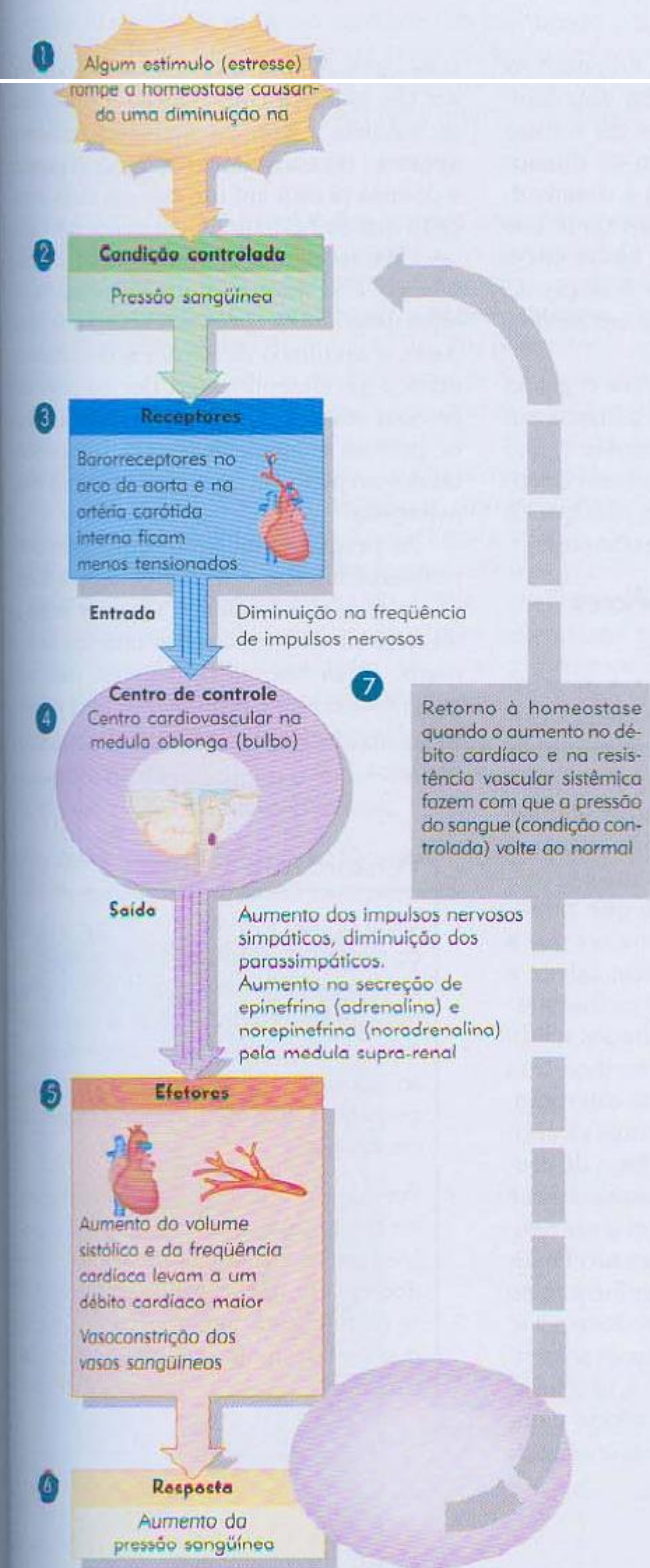 1
Algum estímulo (estresse)
rompe a homeostase causan-
do uma diminuição na
2
Condição controlada
Pressão sangüínea
3
Receptores
Barorreceptores no
arco da aorta e na
artéria carótida
interna ficam
menos tensionados
Entrada
Diminuição na freqüência
de impulsos nervosos
4
Centro de controle
Centro cardiovascular na
medula oblonga (bulbo)
7
Retorno à homeostase
quando o aumento no dé-
bito cardíaco e na resis-
tência vascular sistêmica
fazem com que a pressão
do sangue (condição con-
trolada) volte ao normal
Saída
Aumento dos impulsos nervosos
simpáticos, diminuição dos
parassimpáticos.
Aumento na secreção de
epinefrina (adrenalina) e
norepinefrina (noradrenalina)
pela medula supra-renal
5
Efetores
Aumento do volume
sistólico e da freqüência
cardíaca levam a um
débito cardíaco maior
Vasoconstrição dos
vasos sangüíneos
6
Resposta
Aumento da
pressão sangüínea